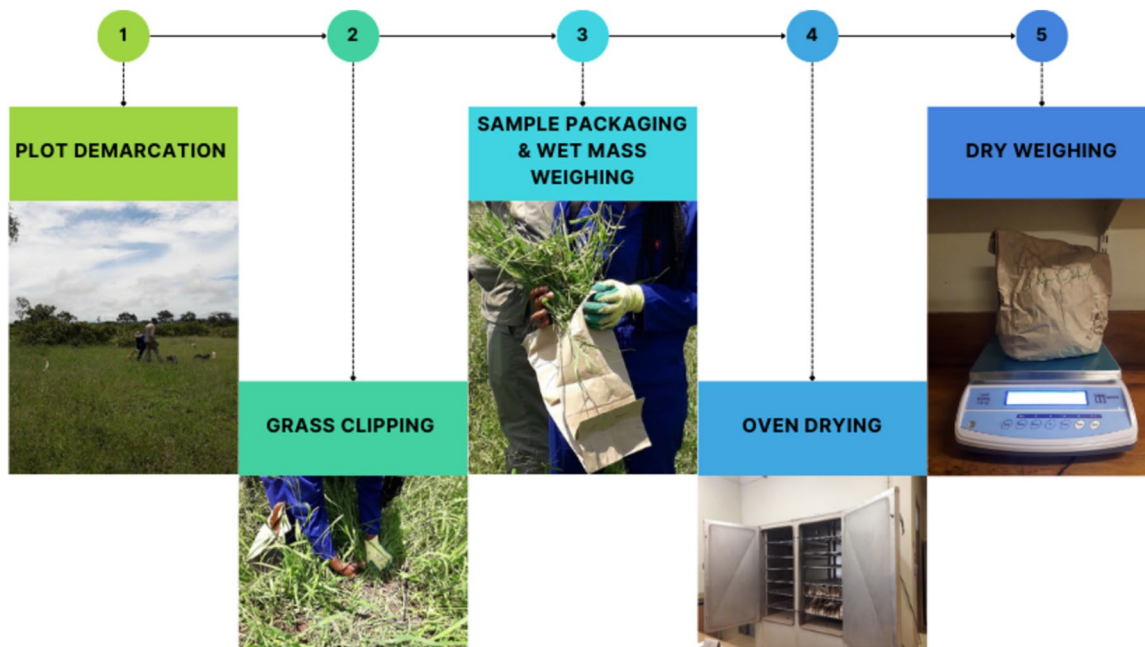 1
2
3
4
5
PLOT DEMARCATION
GRASS CLIPPING
SAMPLE PACKAGING
& WET MASS
WEIGHING
OVEN DRYING
DRY WEIGHING